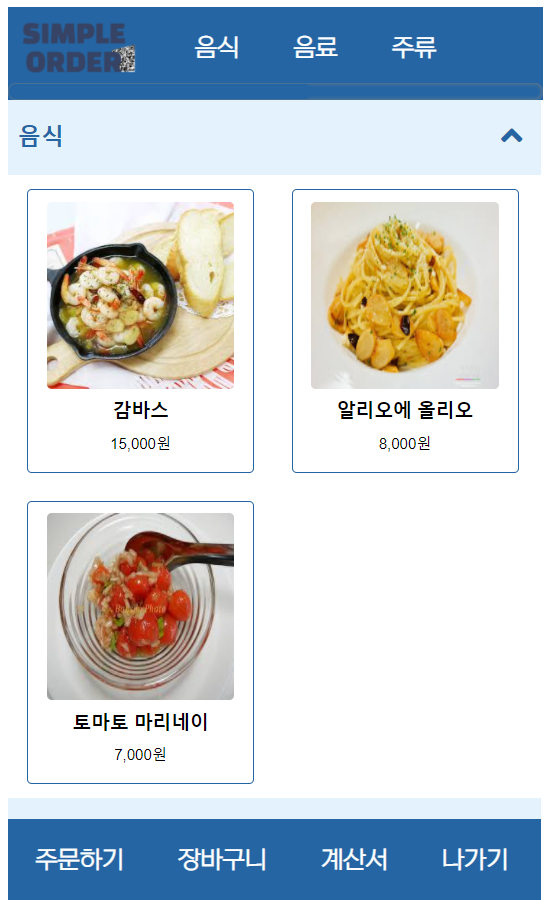 SIMPLE
ORDER
음식 음료 주류
음식
감바스
15,000원
알리오에 올리오
8,000원
토마토 마리네이
7,000원
주문하기 장바구니 계산서 나가기